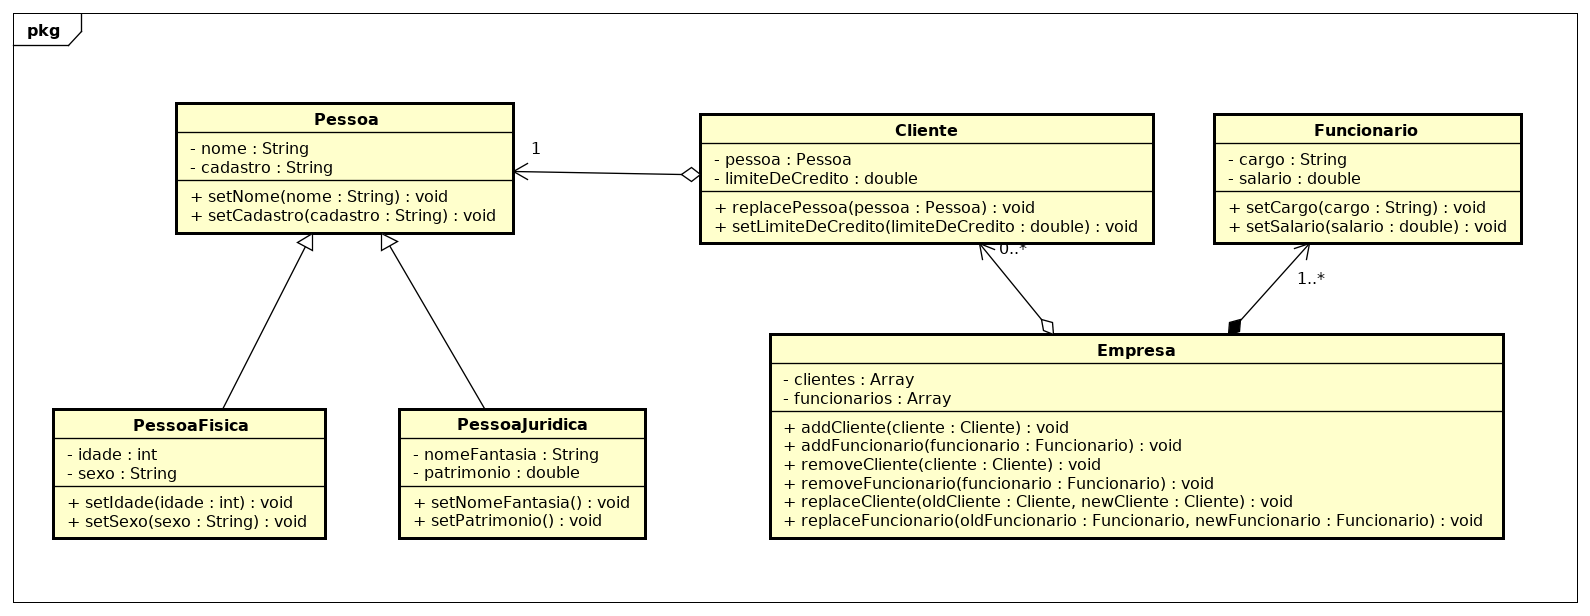 pkg
Pessoa
- nome : String
- cadastro : String
+ setNome(nome : String) : void
+ setCadastro(cadastro : String) : void
1
Cliente
- pessoa : Pessoa
- limiteDeCredito : double
+ replacePessoa(pessoa : Pessoa) : void
+ setLimiteDeCredito(limiteDeCredito : double) : void
0..*
Funcionario
- cargo : String
- salario : double
+ setCargo(cargo : String) : void
+ setSalario(salario : double) : void
1..*
PessoaFisica
- idade : int
- sexo : String
+ setIdade(idade : int) : void
+ setSexo(sexo : String) : void
PessoaJuridica
- nomeFantasia : String
- patrimonio : double
+ setNomeFantasia() : void
+ setPatrimonio() : void
Empresa
- clientes : Array
- funcionarios : Array
+ addCliente(cliente : Cliente) : void
+ addFuncionario(funcionario : Funcionario) : void
+ removeCliente(cliente : Cliente) : void
+ removeFuncionario(funcionario : Funcionario) : void
+ replaceCliente(oldCliente : Cliente, newCliente : Cliente) : void
+ replaceFuncionario(oldFuncionario : Funcionario, newFuncionario : Funcionario) : void